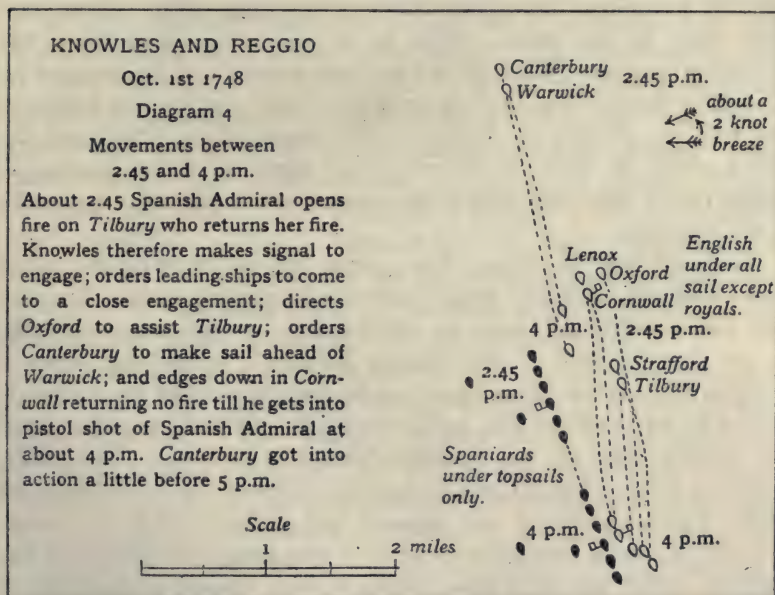 KNOWLES AND REGGIO
Oct. 1st 1748
Diagram 4
Movements between
2.45 and 4 p.m.
About 2.45 Spanish Admiral opens
fire on Tilbury who returns her fire.
Knowles therefore makes signal to
engage; orders leading ships to come
to a close engagement; directs
Oxford to assist Tilbury; orders
Canterbury to make sail ahead of
Warwick; and edges down in Corn-
wall returning no fire till he gets into
pistol shot of Spanish Admiral at
about 4 p.m. Canterbury got into
action a little before 5 p.m.
Scale
1
2 miles
Canterbury
Warwick
2.45 p.m.
about a
2 knot
breeze
Lenox
Oxford
Cornwall
English
under all
sail except
royals.
4 p.m.
2.45 p.m.
2.45
p.m.
Strafford
Tilbury
Spaniards
under topsails
only.
4 p.m.
4 p.m.